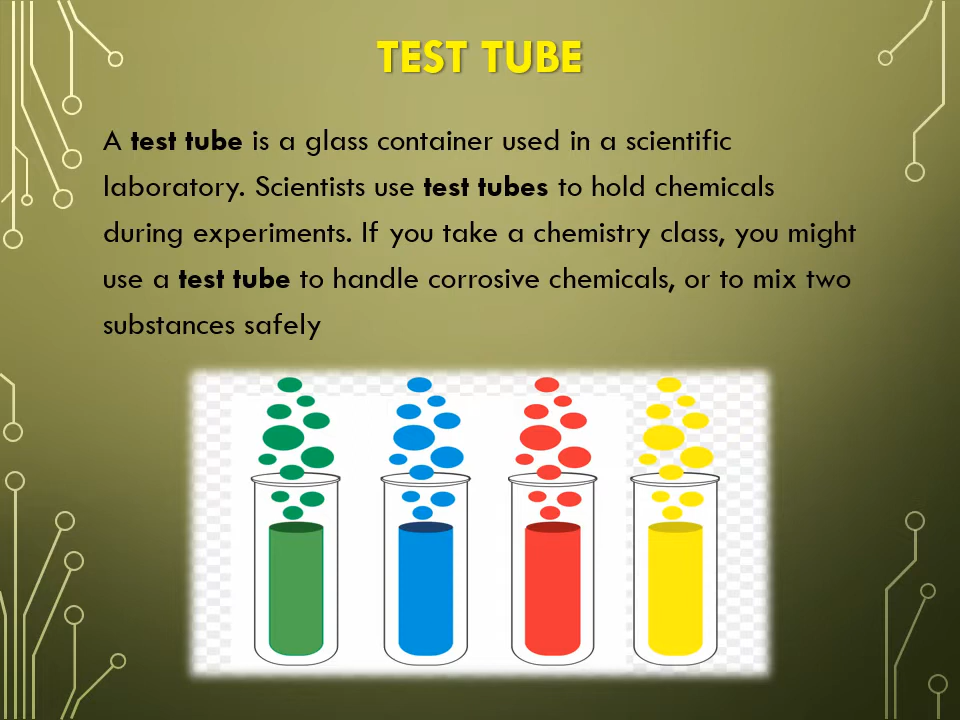 TEST TUBE
A test tube is a glass container used in a scientific
laboratory. Scientists use test tubes to hold chemicals
during experiments. If you take a chemistry class, you might
use a test tube to handle corrosive chemicals, or to mix two
substances safely